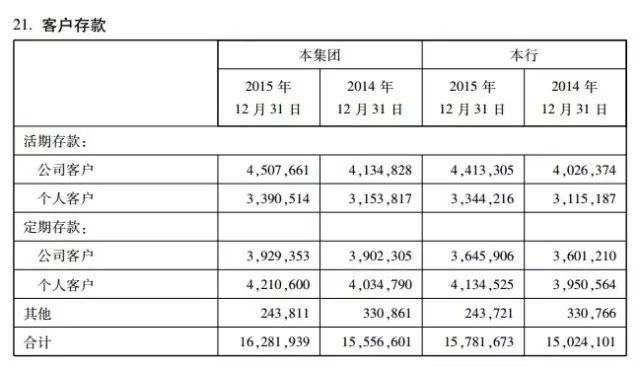 21. 客户存款
本集团 本行
2015 年 2014 年 2015 年 2014 年
12 月 31 日 12 月 31 日 12 月 31 日 12 月 31 日
活期存款:
公司客户 4,507,661 4,134,828 4,413,305 4,026,374
个人客户 3,390,514 3,153,817 3,344,216 3,115,187
定期存款:
公司客户 3,929,353 3,902,305 3,645,906 3,601,210
个人客户 4,210,600 4,034,790 4,134,525 3,950,564
其他 243,811 330,861 243,721 330,766
合计 16,281,939 15,556,601 15,781,673 15,024,101